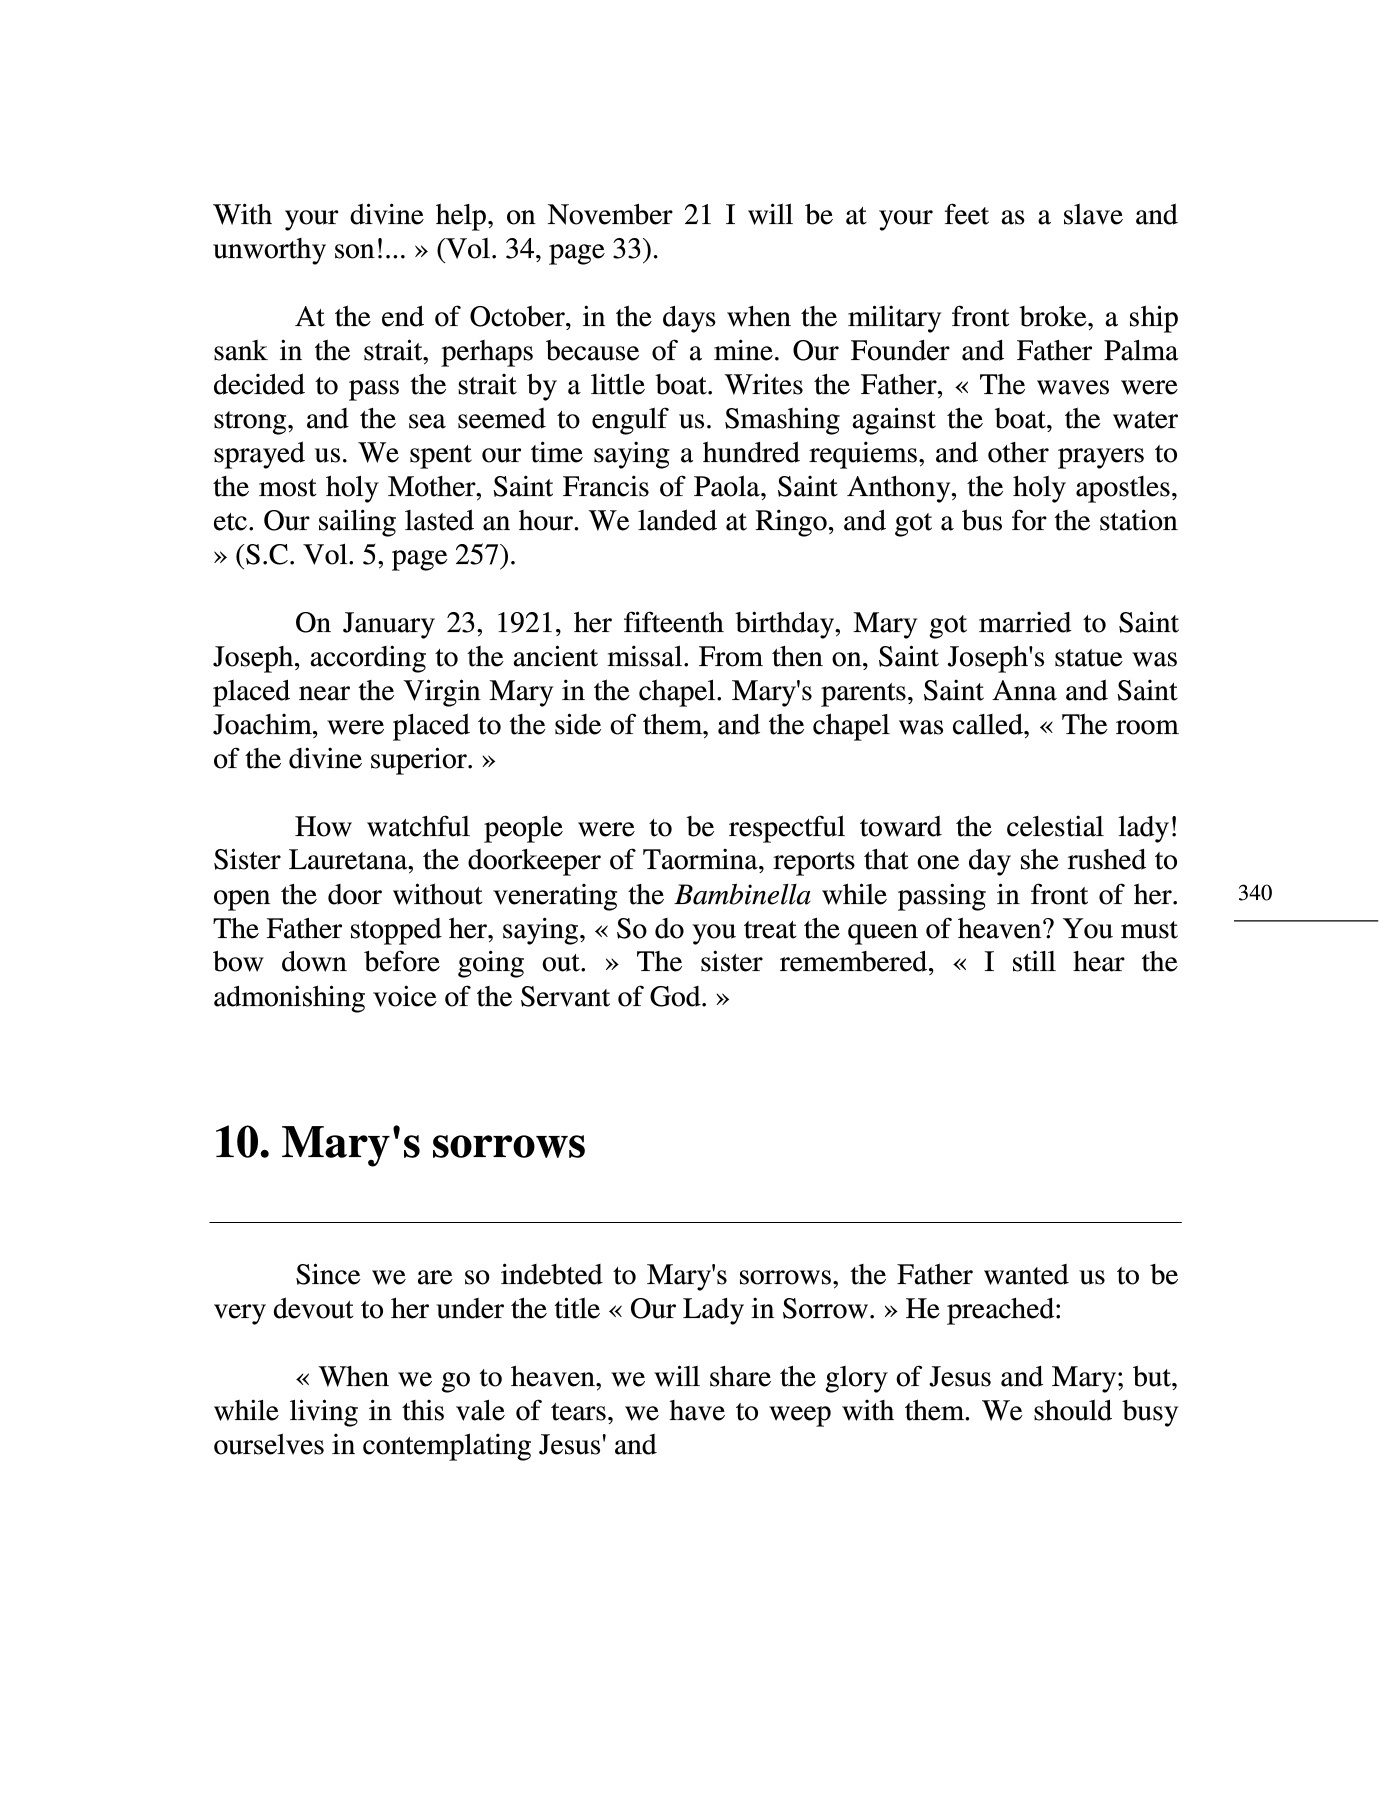 With your divine help, on November 21 I will be at your feet as a slave and
unworthy son!... » (Vol. 34, page 33).
At the end of October, in the days when the military front broke, a ship
sank in the strait, perhaps because of a mine. Our Founder and Father Palma
decided to pass the strait by a little boat. Writes the Father, « The waves were
strong, and the sea seemed to engulf us. Smashing against the boat, the water
sprayed us. We spent our time saying a hundred requiems, and other prayers to
the most holy Mother, Saint Francis of Paola, Saint Anthony, the holy apostles,
etc. Our sailing lasted an hour. We landed at Ringo, and got a bus for the station
» (S.C. Vol. 5, page 257).
On January 23, 1921, her fifteenth birthday, Mary got married to Saint
Joseph, according to the ancient missal. From then on, Saint Joseph's statue was
placed near the Virgin Mary in the chapel. Mary's parents, Saint Anna and Saint
Joachim, were placed to the side of them, and the chapel was called, « The room
of the divine superior. »
How watchful people were to be respectful toward the celestial lady!
Sister Lauretana, the doorkeeper of Taormina, reports that one day she rushed to
open the door without venerating the Bambinella while passing in front of her.
The Father stopped her, saying, « So do you treat the queen of heaven? You must
bow down before going out. » The sister remembered, « I still hear the
admonishing voice of the Servant of God. »
340
10. Mary's sorrows
Since we are so indebted to Mary's sorrows, the Father wanted us to be
very devout to her under the title « Our Lady in Sorrow. » He preached:
« When we go to heaven, we will share the glory of Jesus and Mary; but,
while living in this vale of tears, we have to weep with them. We should busy
ourselves in contemplating Jesus' and